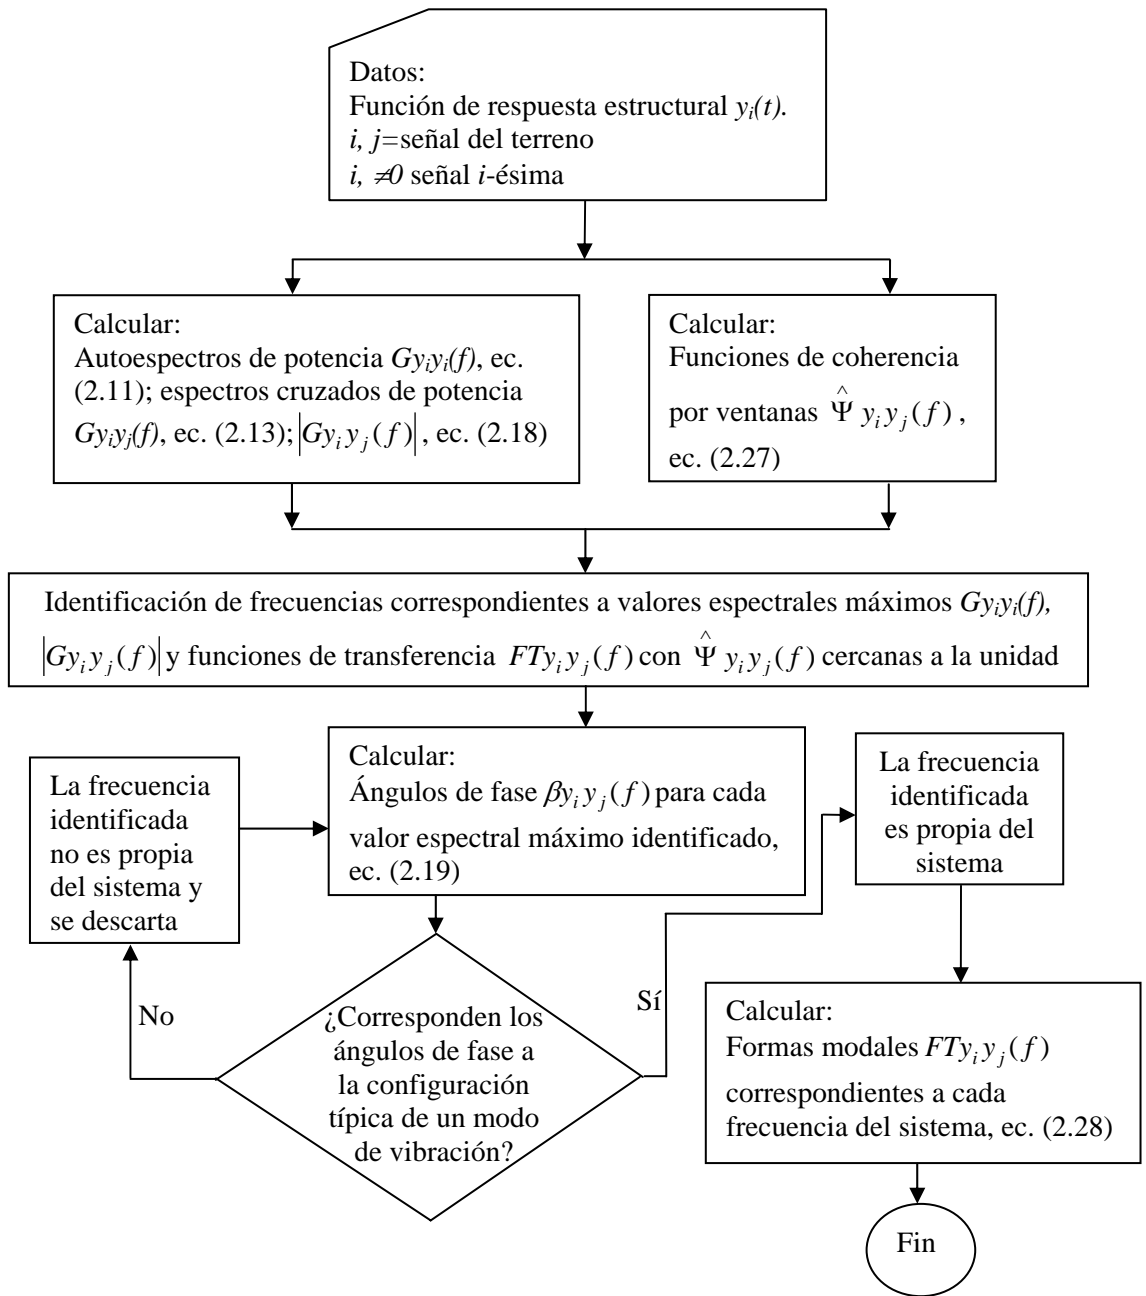 Datos:
Función de respuesta estructural yᵢ(t).
i, j=señal del terreno
i, ≠0 señal i-ésima
Calcular:
Autoespectros de potencia Gyᵢyᵢ(f), ec.
(2.11); espectros cruzados de potencia
Gyᵢyⱼ(f), ec. (2.13); |Gyᵢyⱼ(f)|, ec. (2.18)
Calcular:
Funciones de coherencia
por ventanas Ψ̂ yᵢyⱼ(f),
ec. (2.27)
Identificación de frecuencias correspondientes a valores espectrales máximos Gyᵢyᵢ(f),
|Gyᵢyⱼ(f)| y funciones de transferencia FTyᵢyⱼ(f) con Ψ̂ yᵢyⱼ(f) cercanas a la unidad
La frecuencia
identificada
no es propia
del sistema y
se descarta
Calcular:
Ángulos de fase βyᵢyⱼ(f) para cada
valor espectral máximo identificado,
ec. (2.19)
La frecuencia
identificada
es propia del
sistema
No
¿Corresponden los
ángulos de fase a
la configuración
típica de un modo
de vibración?
Sí
Calcular:
Formas modales FTyᵢyⱼ(f)
correspondientes a cada
frecuencia del sistema, ec. (2.28)
Fin